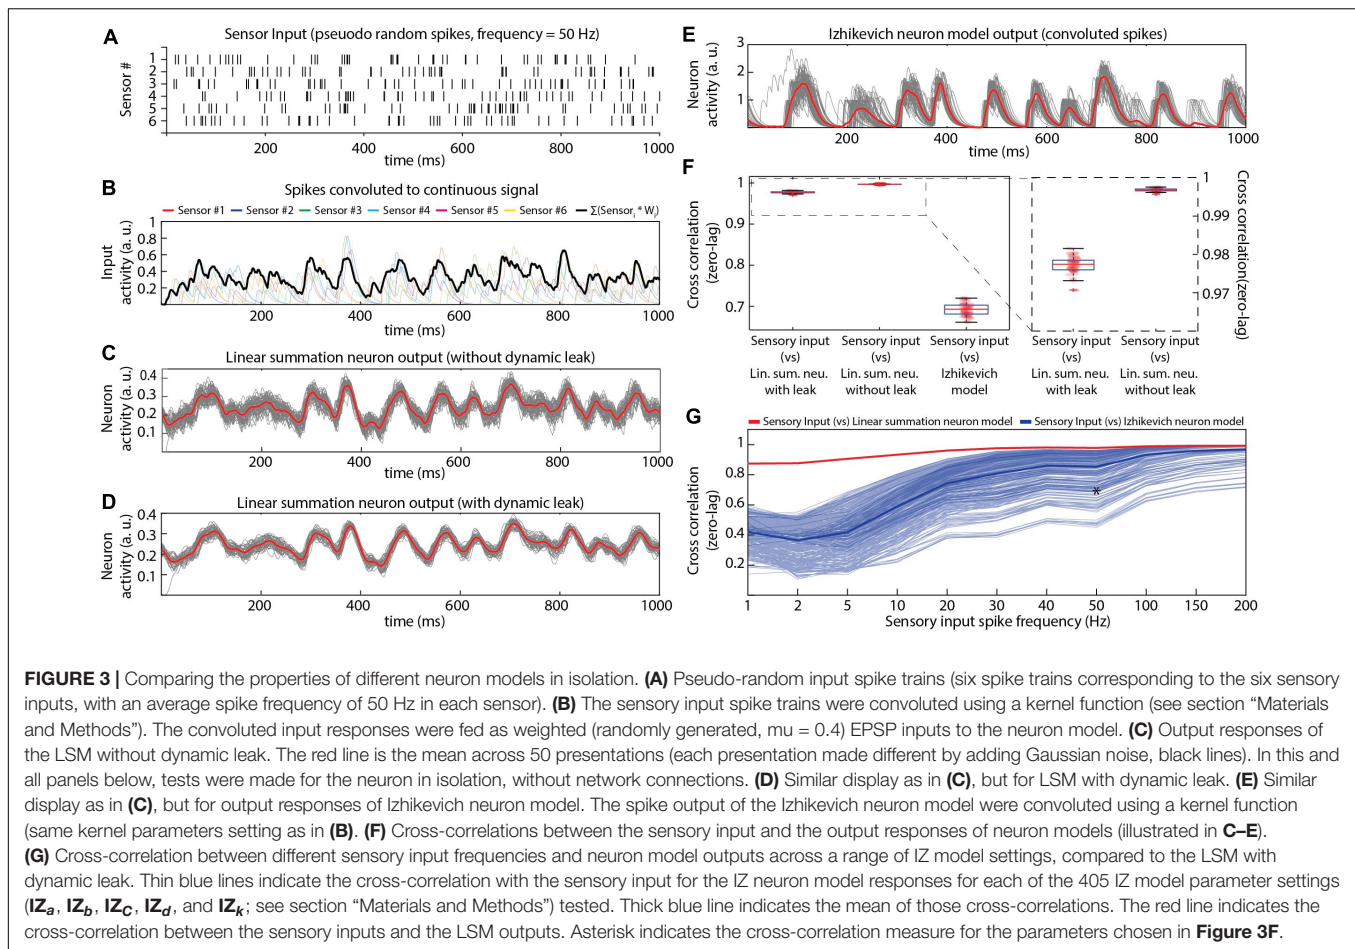 A
Sensor Input (pseudo random spikes, frequency = 50 Hz)
Sensor #
1
2
3
4
5
6
200
400
600
800
1000
time (ms)
B
Spikes convoluted to continuous signal
Sensor #1
Sensor #2
Sensor #3
Sensor #4
Sensor #5
Sensor #6
Σ(Sensor_i * W_i)
Input
activity (a. u.)
1
0.8
0.6
0.4
0.2
200
400
600
800
1000
time (ms)
C
Linear summation neuron output (without dynamic leak)
Neuron
activity (a. u.)
0.4
0.3
0.2
0.1
200
400
600
800
1000
time (ms)
D
Linear summation neuron output (with dynamic leak)
Neuron
activity (a. u.)
0.4
0.3
0.2
0.1
200
400
600
800
1000
time (ms)
E
Izhikevich neuron model output (convoluted spikes)
Neuron
activity (a. u.)
3
2
1
200
400
600
800
1000
time (ms)
F
Cross correlation
(zero-lag)
1
0.9
0.8
0.7
Sensory input
(vs)
Lin. sum. neu.
with leak
Sensory input
(vs)
Lin. sum. neu.
without leak
Sensory input
(vs)
Izhikevich
model
Sensory input
(vs)
Lin. sum. neu.
with leak
Sensory input
(vs)
Lin. sum. neu.
without leak
1
0.99
0.98
0.97
Cross correlation(zero-lag)
G
Sensory Input (vs) Linear summation neuron model
Sensory Input (vs) Izhikevich neuron model
Cross correlation
(zero-lag)
1
0.8
0.6
0.4
0.2
*
1
2
5
10
20
30
40
50
100
150
200
Sensory input spike frequency (Hz)
FIGURE 3 | Comparing the properties of different neuron models in isolation. (A) Pseudo-random input spike trains (six spike trains corresponding to the six sensory
inputs, with an average spike frequency of 50 Hz in each sensor). (B) The sensory input spike trains were convoluted using a kernel function (see section “Materials
and Methods”). The convoluted input responses were fed as weighted (randomly generated, mu = 0.4) EPSP inputs to the neuron model. (C) Output responses of
the LSM without dynamic leak. The red line is the mean across 50 presentations (each presentation made different by adding Gaussian noise, black lines). In this and
all panels below, tests were made for the neuron in isolation, without network connections. (D) Similar display as in (C), but for LSM with dynamic leak. (E) Similar
display as in (C), but for output responses of Izhikevich neuron model. The spike output of the Izhikevich neuron model were convoluted using a kernel function
(same kernel parameters setting as in (B). (F) Cross-correlations between the sensory input and the output responses of neuron models (illustrated in C–E).
(G) Cross-correlation between different sensory input frequencies and neuron model outputs across a range of IZ model settings, compared to the LSM with
dynamic leak. Thin blue lines indicate the cross-correlation with the sensory input for the IZ neuron model responses for each of the 405 IZ model parameter settings
(IZ_a, IZ_b, IZ_C, IZ_d, and IZ_k; see section “Materials and Methods”) tested. Thick blue line indicates the mean of those cross-correlations. The red line indicates the
cross-correlation between the sensory inputs and the LSM outputs. Asterisk indicates the cross-correlation measure for the parameters chosen in Figure 3F.